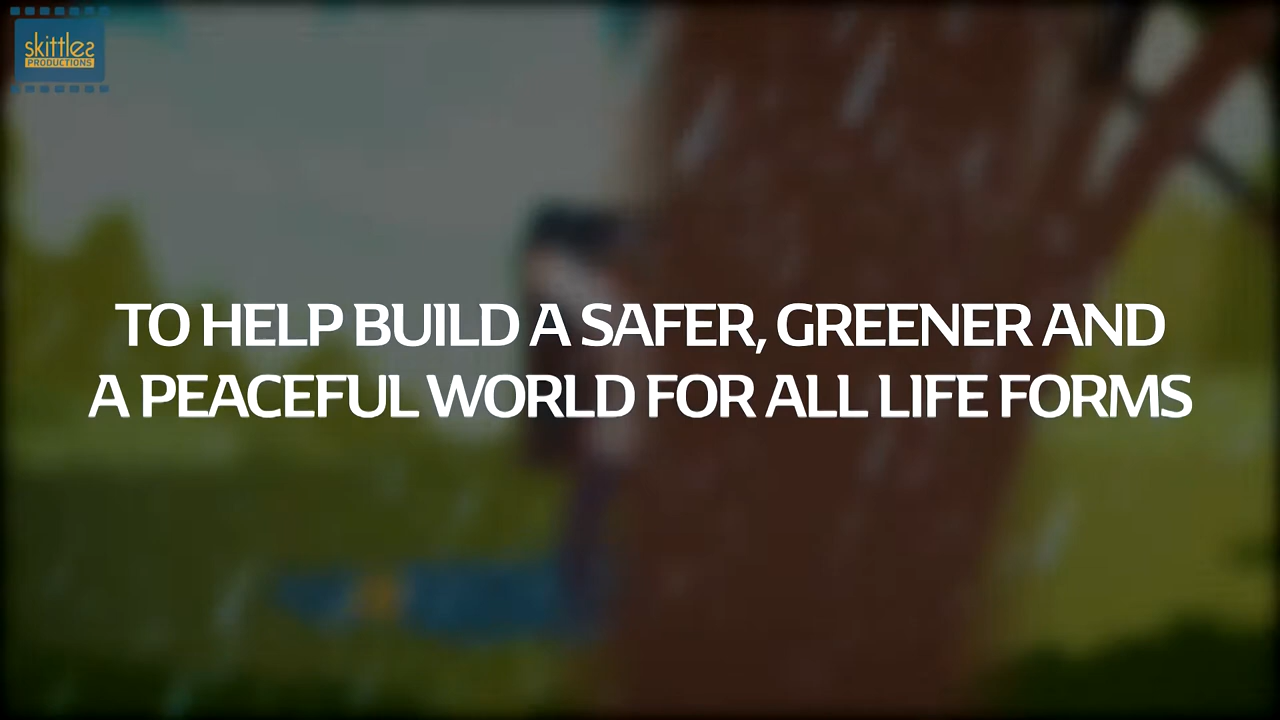 skittles
PRODUCTIONS
TO HELP BUILD A SAFER, GREENER AND
A PEACEFUL WORLD FOR ALL LIFE FORMS